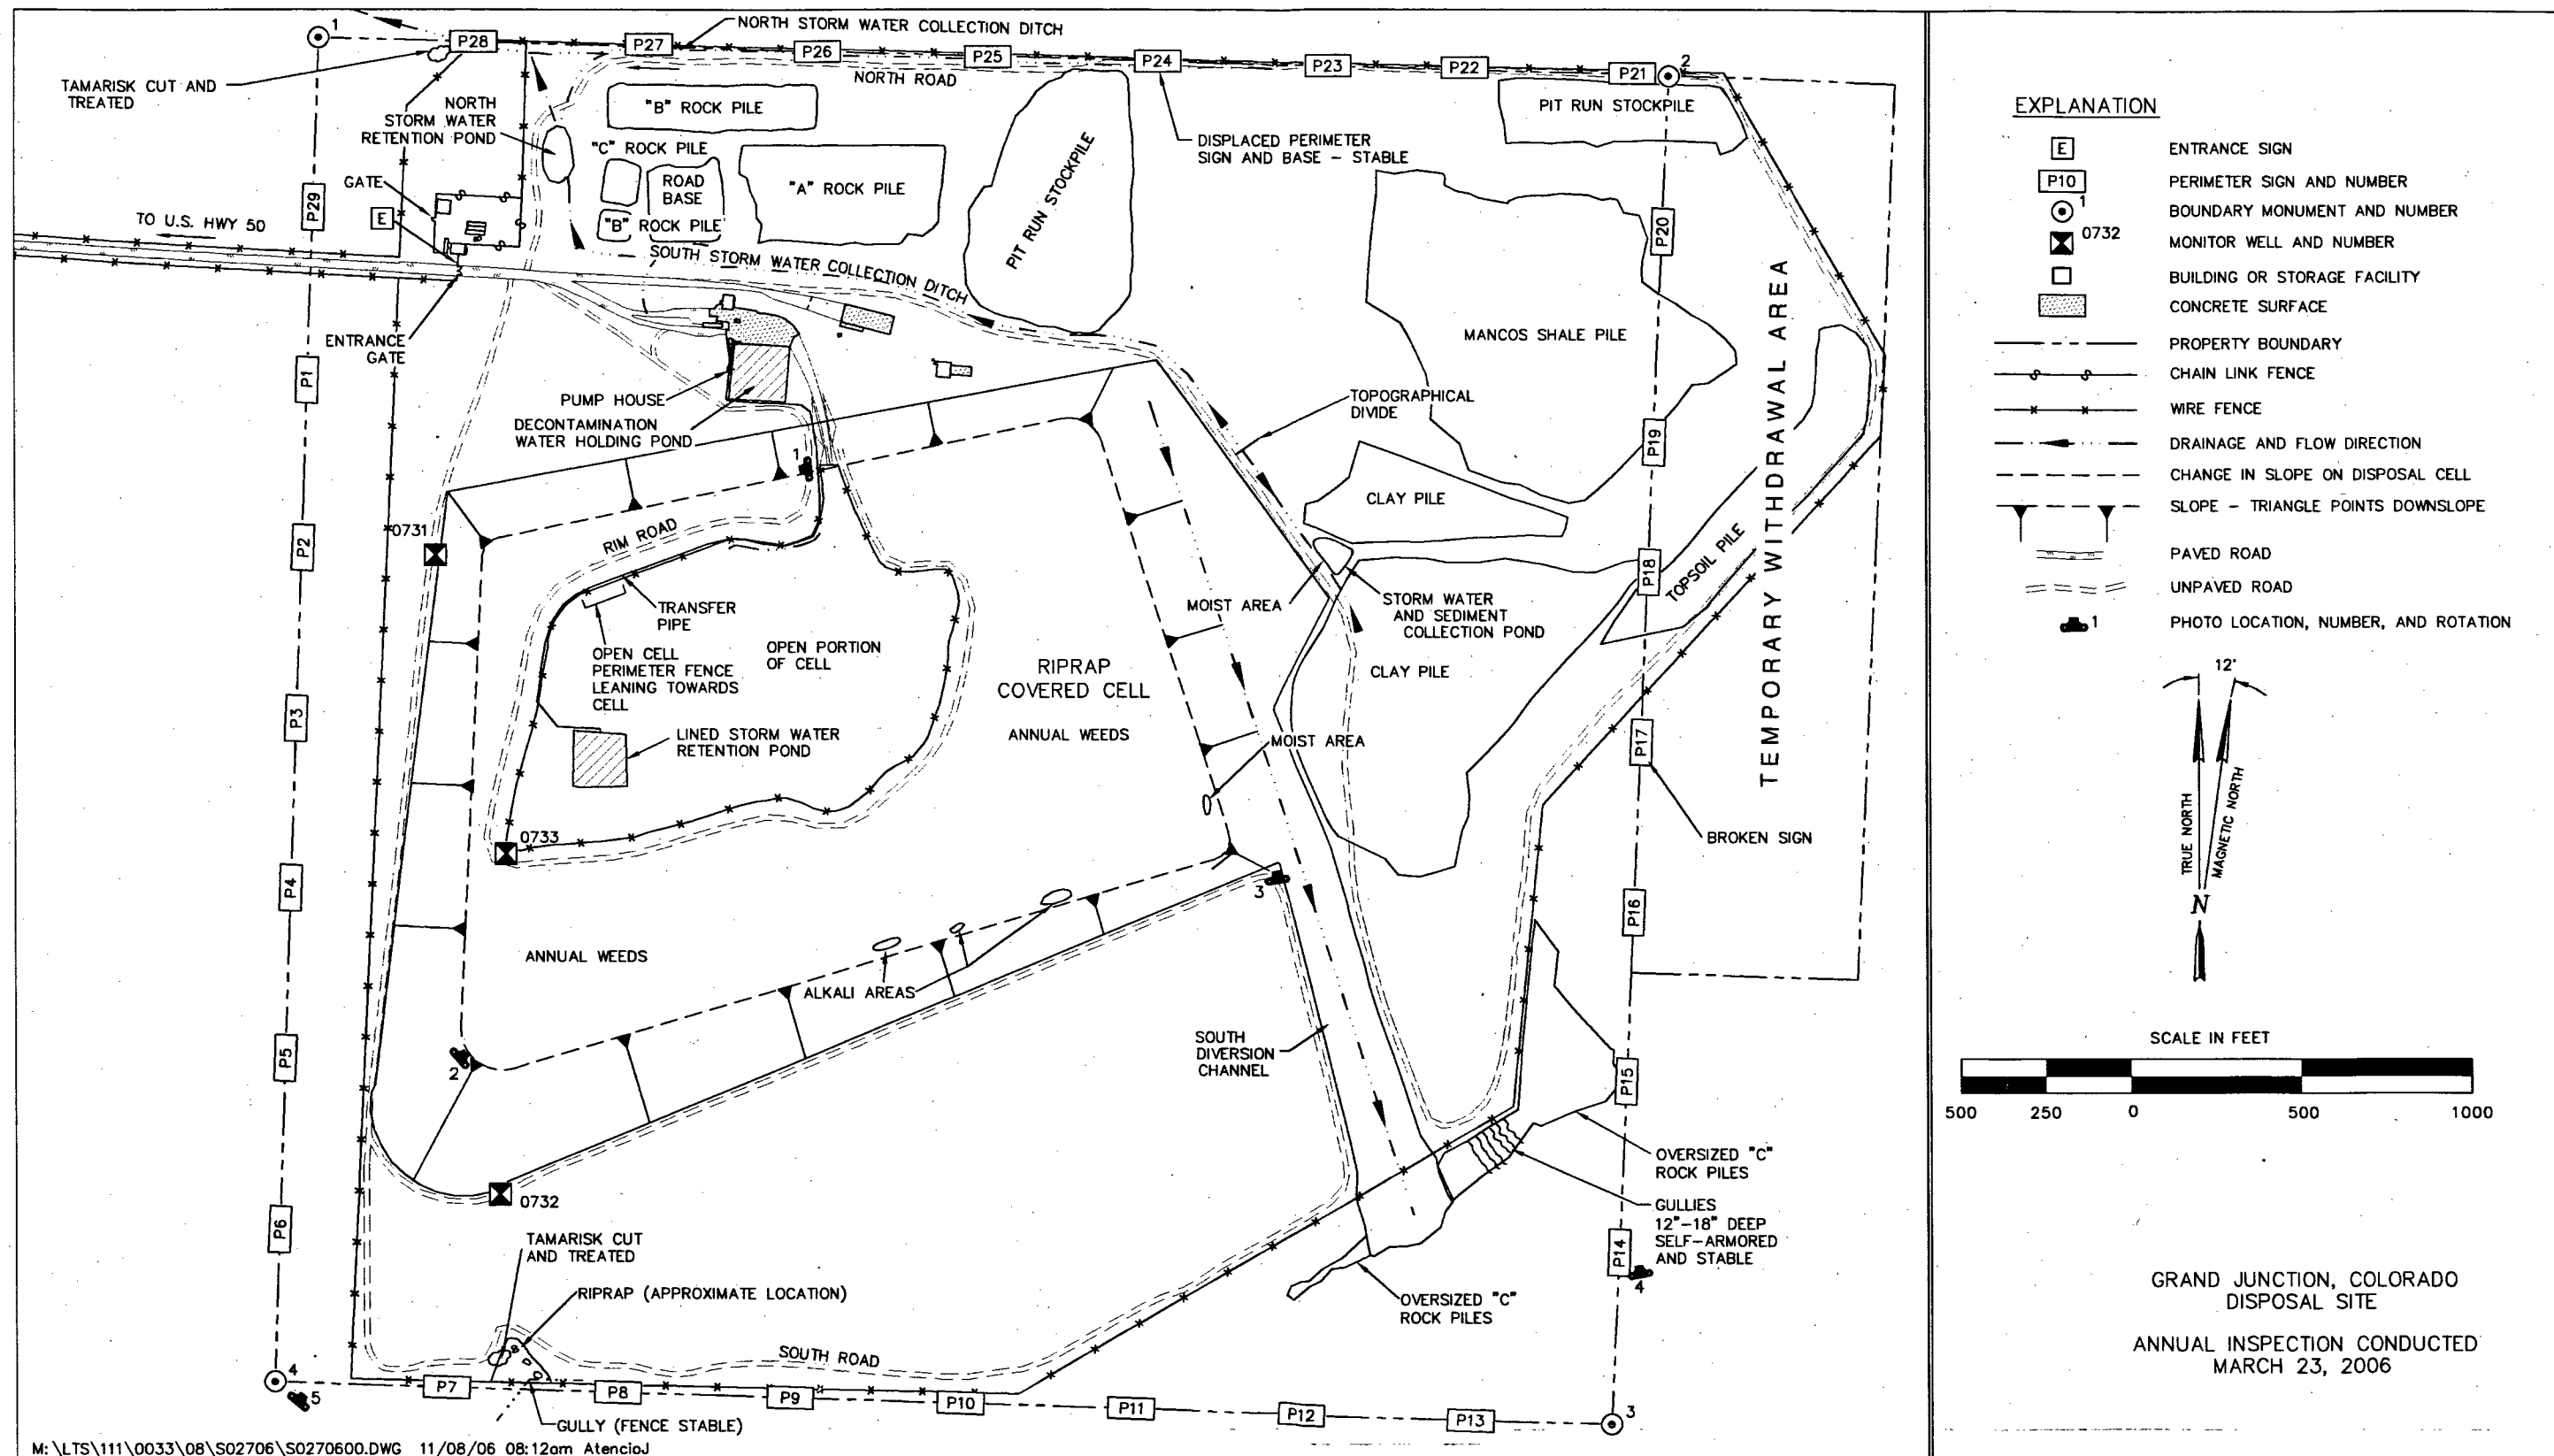 1
P28
P27
NORTH STORM WATER COLLECTION DITCH
P26
P25
P24
P23
P22
P21
2
NORTH ROAD
TAMARISK CUT AND
TREATED
NORTH
STORM WATER
RETENTION POND
"B" ROCK PILE
"C" ROCK PILE
ROAD
BASE
"A" ROCK PILE
"B" ROCK PILE
PIT RUN STOCKPILE
DISPLACED PERIMETER
SIGN AND BASE - STABLE
PIT RUN STOCKPILE
GATE
P29
E
TO U.S. HWY 50
SOUTH STORM WATER COLLECTION DITCH
P20
MANCOS SHALE PILE
TEMPORARY WITHDRAWAL AREA
ENTRANCE
GATE
P1
PUMP HOUSE
DECONTAMINATION
WATER HOLDING POND
TOPOGRAPHICAL
DIVIDE
P19
1
CLAY PILE
0731
RIM ROAD
P2
P18
TOPSOIL PILE
TRANSFER
PIPE
MOIST AREA
STORM WATER
AND SEDIMENT
COLLECTION POND
OPEN CELL
PERIMETER FENCE
LEANING TOWARDS
CELL
OPEN PORTION
OF CELL
RIPRAP
COVERED CELL
ANNUAL WEEDS
CLAY PILE
P3
LINED STORM WATER
RETENTION POND
MOIST AREA
P17
BROKEN SIGN
0733
P4
3
P16
ANNUAL WEEDS
ALKALI AREAS
SOUTH
DIVERSION
CHANNEL
P5
2
P15
OVERSIZED "C"
ROCK PILES
0732
P6
GULLIES
12"-18" DEEP
SELF-ARMORED
AND STABLE
P14
4
TAMARISK CUT
AND TREATED
RIPRAP (APPROXIMATE LOCATION)
OVERSIZED "C"
ROCK PILES
SOUTH ROAD
4
5
P7
P8
P9
P10
P11
P12
P13
3
GULLY (FENCE STABLE)
M:\LTS\111\0033\08\S02706\S0270600.DWG 11/08/06 08:12am AtencioJ
EXPLANATION
E ENTRANCE SIGN
P10 PERIMETER SIGN AND NUMBER
1 BOUNDARY MONUMENT AND NUMBER
0732 MONITOR WELL AND NUMBER
BUILDING OR STORAGE FACILITY
CONCRETE SURFACE
PROPERTY BOUNDARY
CHAIN LINK FENCE
WIRE FENCE
DRAINAGE AND FLOW DIRECTION
CHANGE IN SLOPE ON DISPOSAL CELL
SLOPE - TRIANGLE POINTS DOWNSLOPE
PAVED ROAD
UNPAVED ROAD
1 PHOTO LOCATION, NUMBER, AND ROTATION
12°
TRUE NORTH
MAGNETIC NORTH
N
SCALE IN FEET
500 250 0 500 1000
GRAND JUNCTION, COLORADO
DISPOSAL SITE
ANNUAL INSPECTION CONDUCTED
MARCH 23, 2006